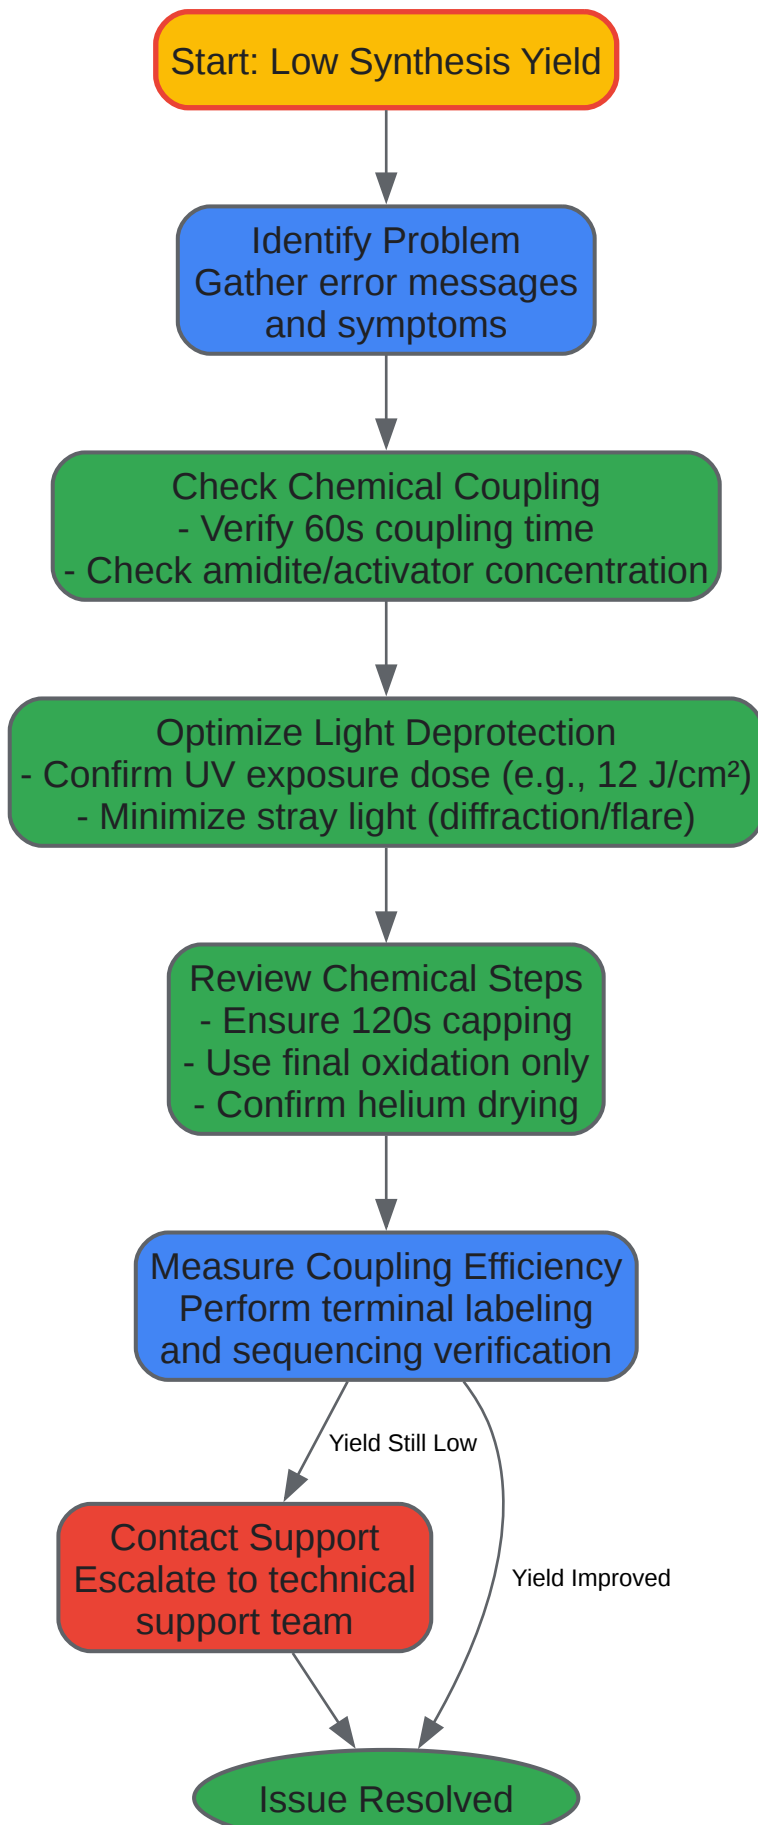 Start: Low Synthesis Yield
Identify Problem
Gather error messages
and symptoms
Check Chemical Coupling
- Verify 60s coupling time
- Check amidite/activator concentration
Optimize Light Deprotection
- Confirm UV exposure dose (e.g., 12 J/cm²)
- Minimize stray light (diffraction/flare)
Review Chemical Steps
- Ensure 120s capping
- Use final oxidation only
- Confirm helium drying
Measure Coupling Efficiency
Perform terminal labeling
and sequencing verification
Yield Still Low
Contact Support
Escalate to technical
support team
Yield Improved
Issue Resolved